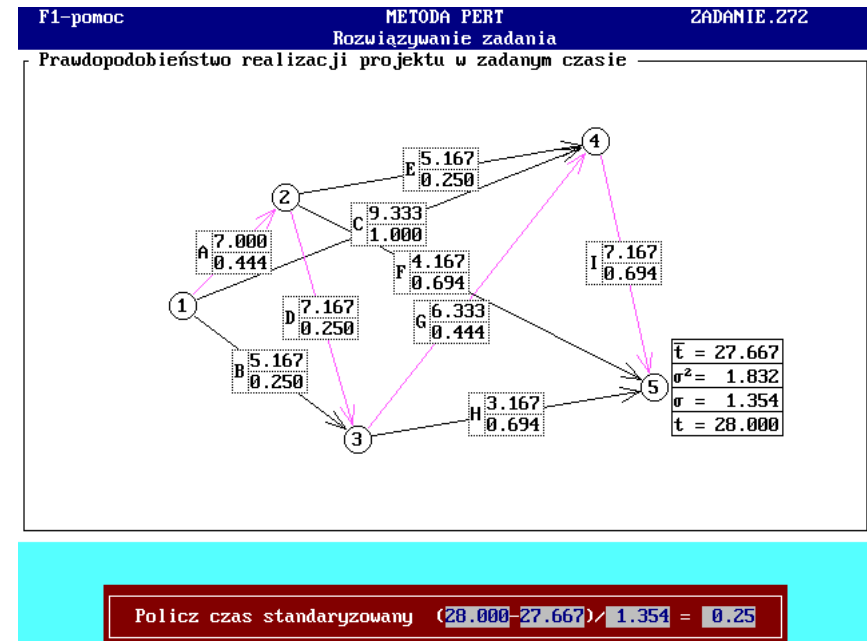 F1-pomoc METODA PERT ZADANIE.Z72
Rozwiązywanie zadania
Prawdopodobieństwo realizacji projektu w zadanym czasie
4
E 5.167
0.250
2
C 9.333
1.000
A 7.000
0.444
F 4.167
0.694
I 7.167
0.694
1
D 7.167
0.250
G 6.333
0.444
B 5.167
0.250
t̅ = 27.667
σ²= 1.832
σ = 1.354
t = 28.000
5
H 3.167
0.694
3
Policz czas standaryzowany (28.000-27.667)/ 1.354 = 0.25